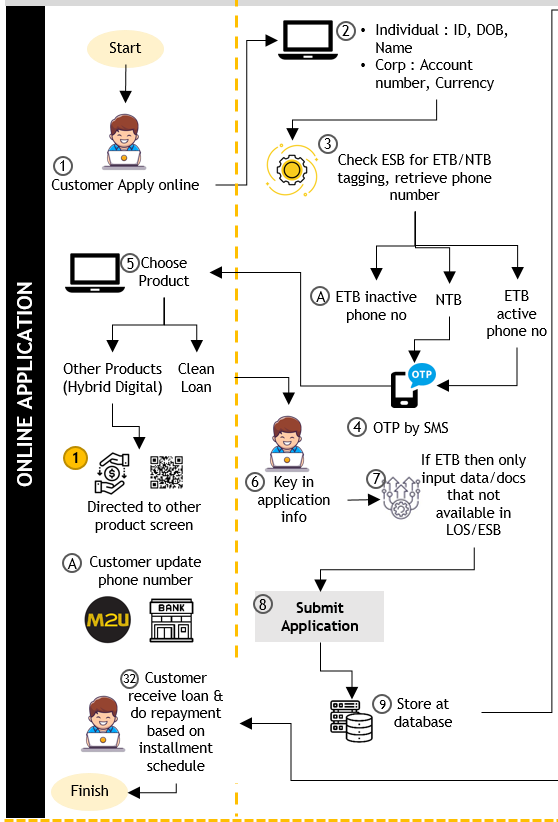 ONLINE APPLICATION
Start
1
Customer Apply online
2
• Individual : ID, DOB,
Name
• Corp : Account
number, Currency
3
Check ESB for ETB/NTB
tagging, retrieve phone
number
A
ETB inactive
phone no
NTB
ETB
active
phone no
OTP
4
OTP by SMS
5
Choose
Product
Other Products
(Hybrid Digital)
Clean
Loan
1
Directed to other
product screen
6
Key in
application
info
7
If ETB then only
input data/docs
that not
available in
LOS/ESB
A
Customer update
phone number
M2U
BANK
8
Submit
Application
9
Store at
database
32
Customer
receive loan &
do repayment
based on
installment
schedule
Finish